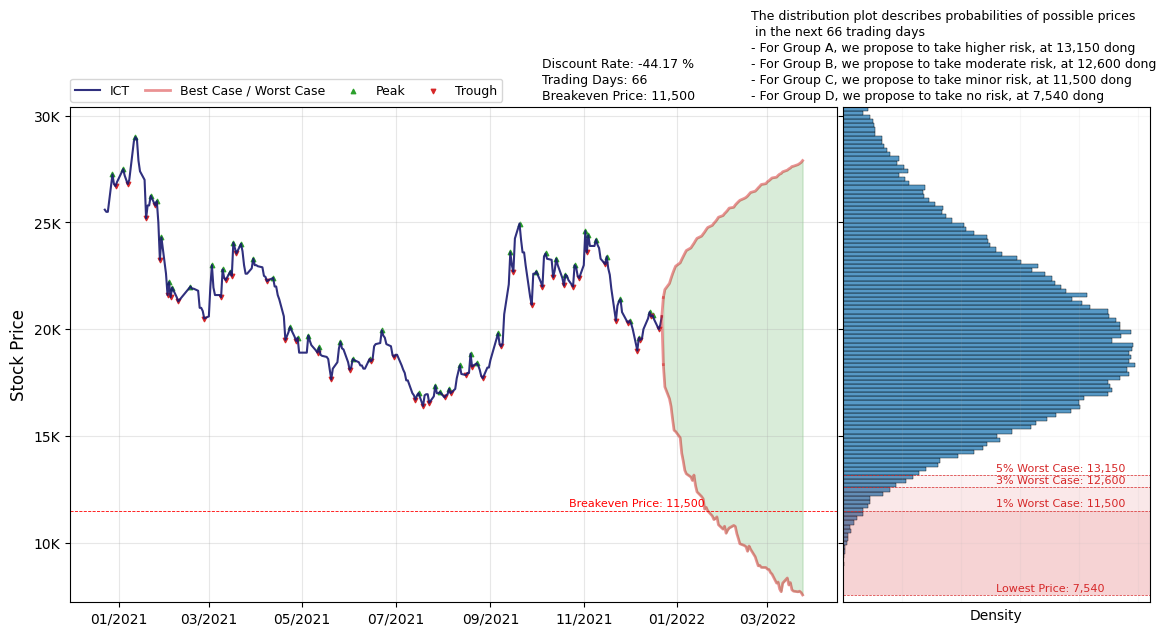 The distribution plot describes probabilities of possible prices
in the next 66 trading days
- For Group A, we propose to take higher risk, at 13,150 dong
- For Group B, we propose to take moderate risk, at 12,600 dong
- For Group C, we propose to take minor risk, at 11,500 dong
- For Group D, we propose to take no risk, at 7,540 dong
Discount Rate: -44.17 %
Trading Days: 66
Breakeven Price: 11,500
ICT
Best Case / Worst Case
Peak
Trough
Stock Price
30K
25K
20K
15K
10K
Breakeven Price: 11,500
01/2021
03/2021
05/2021
07/2021
09/2021
11/2021
01/2022
03/2022
5% Worst Case: 13,150
3% Worst Case: 12,600
1% Worst Case: 11,500
Lowest Price: 7,540
Density